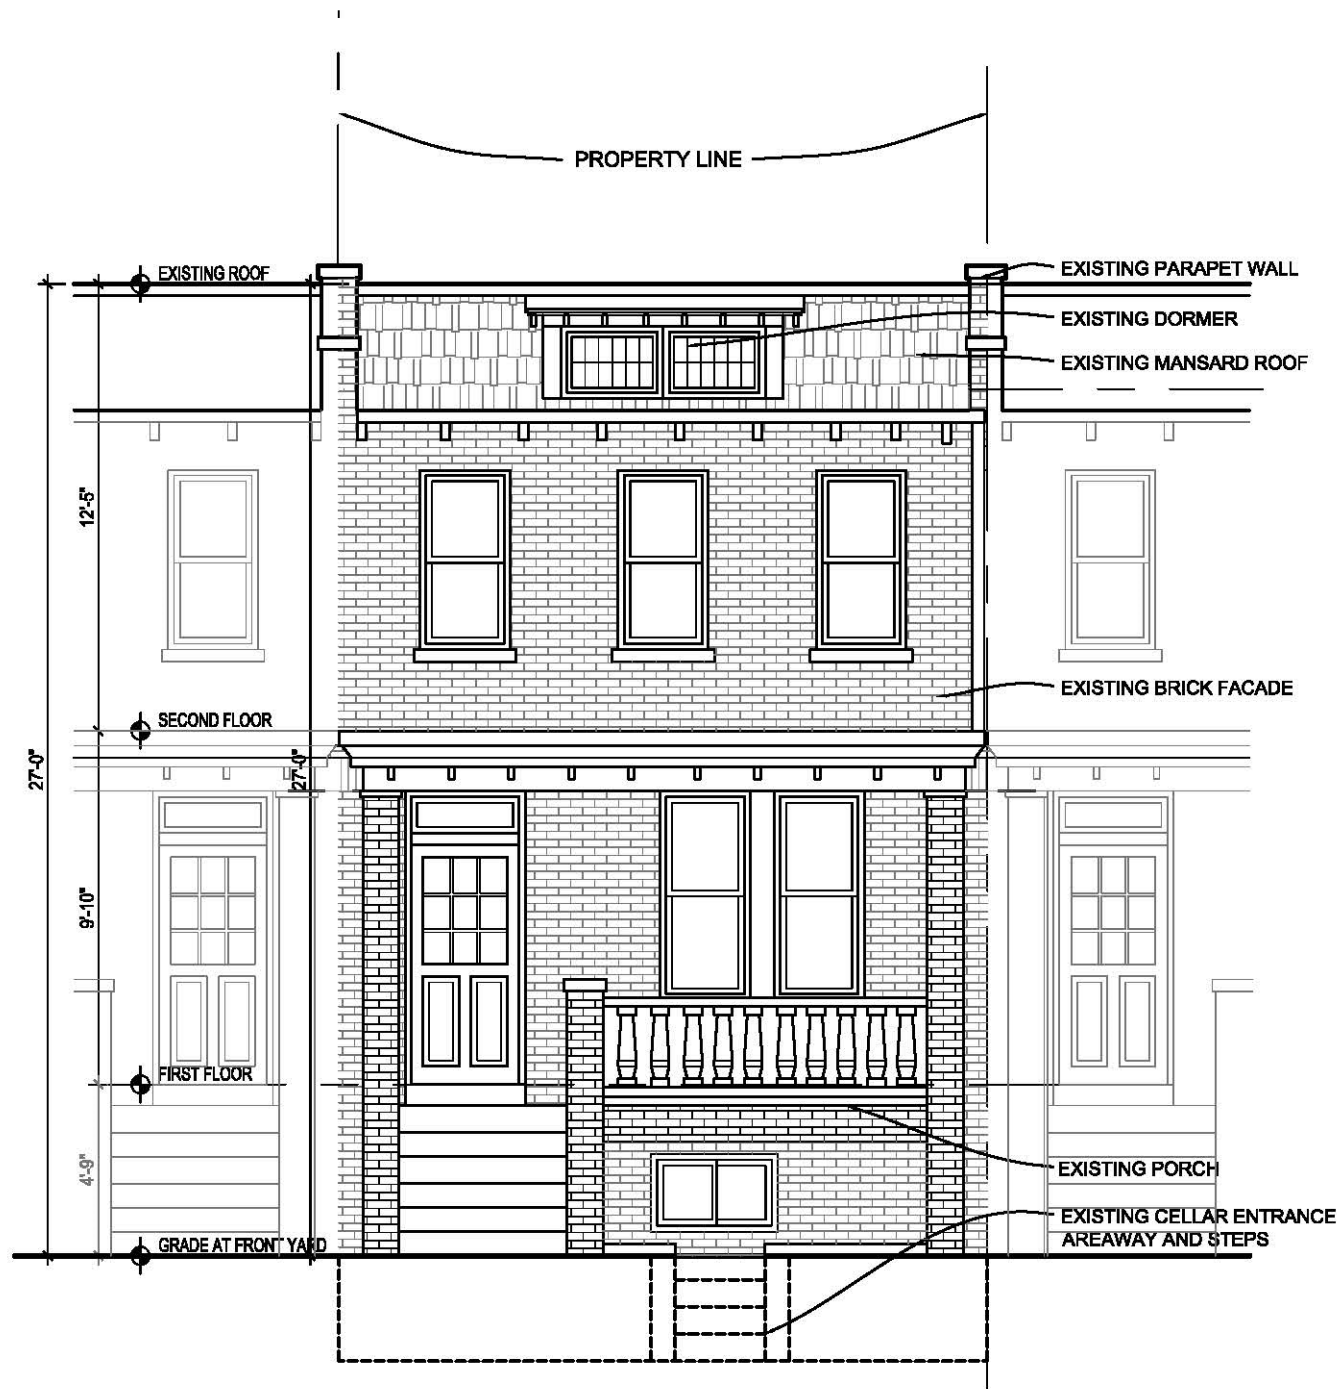 PROPERTY LINE
EXISTING ROOF
EXISTING PARAPET WALL
EXISTING DORMER
EXISTING MANSARD ROOF
12'-5"
EXISTING BRICK FACADE
SECOND FLOOR
27'-0"
27'-0"
9'-10"
FIRST FLOOR
4'-9"
EXISTING PORCH
EXISTING CELLAR ENTRANCE
AREAWAY AND STEPS
GRADE AT FRONT YARD